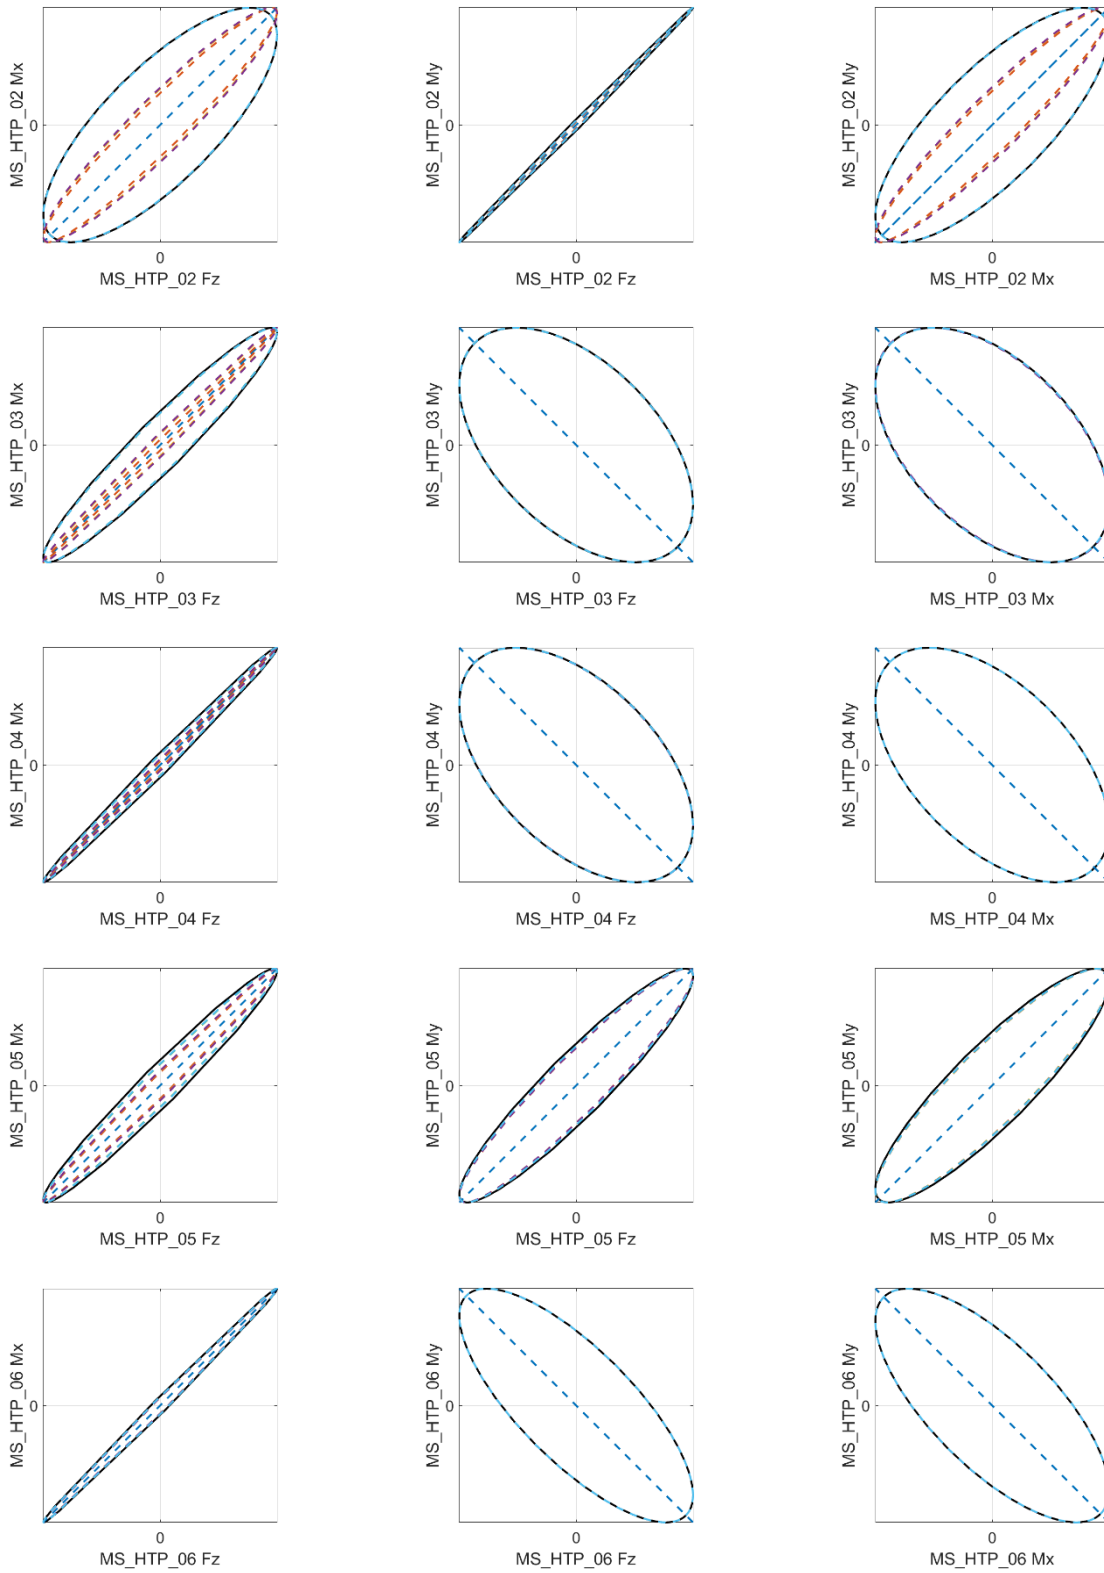 MS_HTP_02 Mx
0
0
MS_HTP_02 Fz
MS_HTP_02 My
0
0
MS_HTP_02 Fz
MS_HTP_02 My
0
0
MS_HTP_02 Mx
MS_HTP_03 Mx
0
0
MS_HTP_03 Fz
MS_HTP_03 My
0
0
MS_HTP_03 Fz
MS_HTP_03 My
0
0
MS_HTP_03 Mx
MS_HTP_04 Mx
0
0
MS_HTP_04 Fz
MS_HTP_04 My
0
0
MS_HTP_04 Fz
MS_HTP_04 My
0
0
MS_HTP_04 Mx
MS_HTP_05 Mx
0
0
MS_HTP_05 Fz
MS_HTP_05 My
0
0
MS_HTP_05 Fz
MS_HTP_05 My
0
0
MS_HTP_05 Mx
MS_HTP_06 Mx
0
0
MS_HTP_06 Fz
MS_HTP_06 My
0
0
MS_HTP_06 Fz
MS_HTP_06 My
0
0
MS_HTP_06 Mx